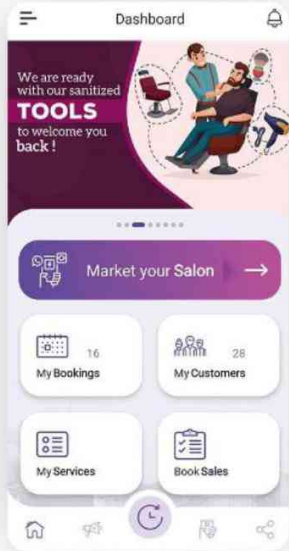 Dashboard
We are ready
with our sanitized
TOOLS
to welcome you
back !
Market your Salon
16
My Bookings
28
My Customers
My Services
Book Sales